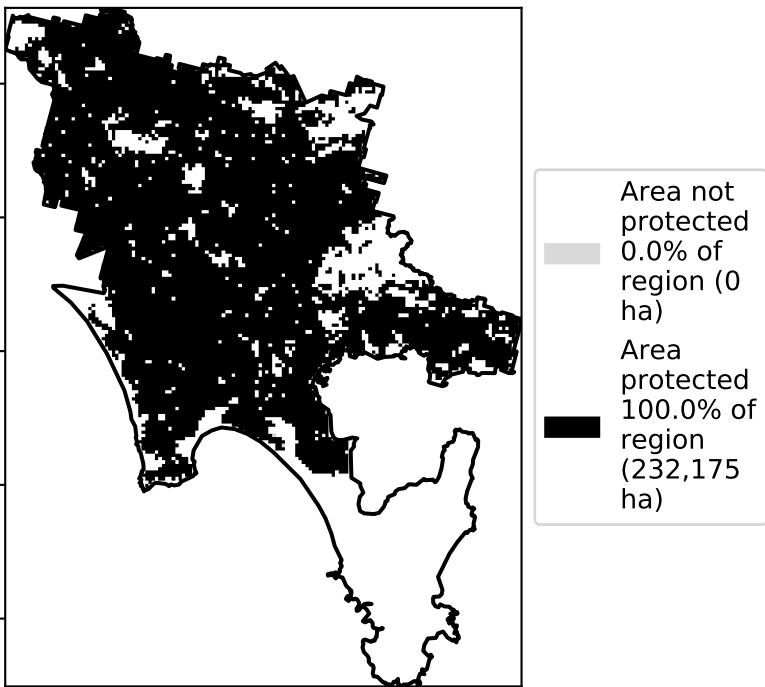 Area not
protected
0.0% of
region (0
ha)
Area
protected
100.0% of
region
(232,175
ha)